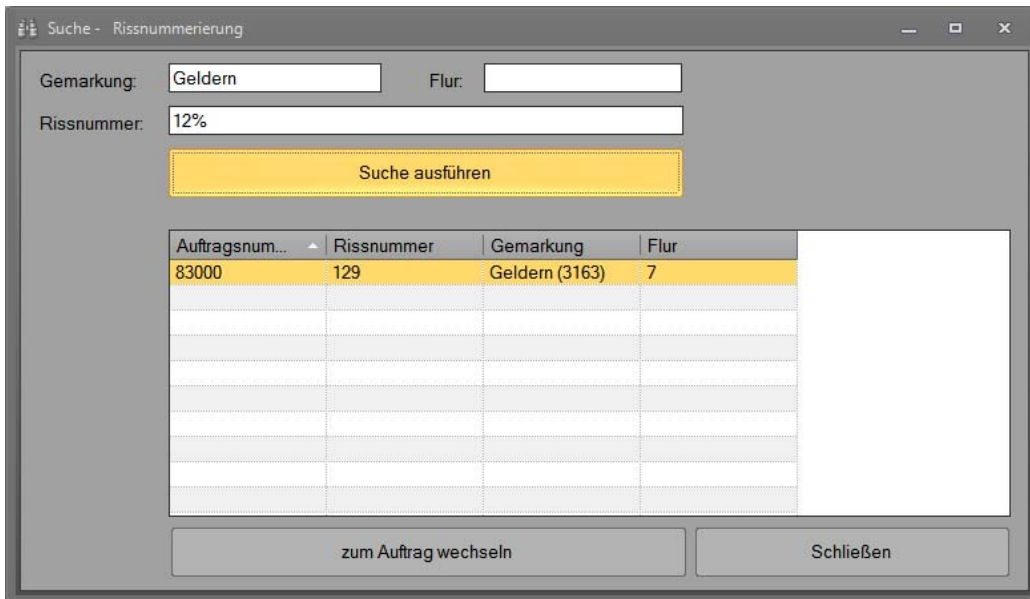 Suche - Rissnummerierung
Gemarkung: Geldern Flur:
Rissnummer: 12%
Suche ausführen
Auftragsnum... Rissnummer Gemarkung Flur
83000 129 Geldern (3163) 7
zum Auftrag wechseln Schließen